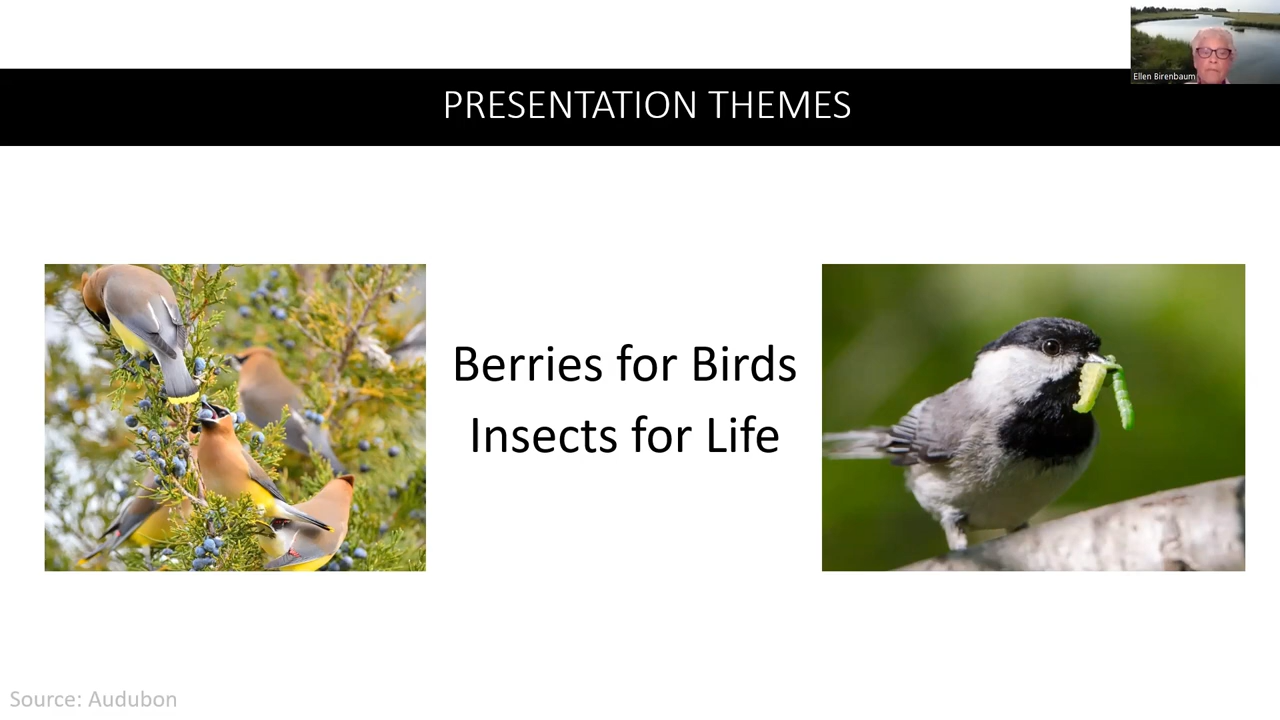 Ellen Birenbaum
PRESENTATION THEMES
Berries for Birds
Insects for Life
Source: Audubon